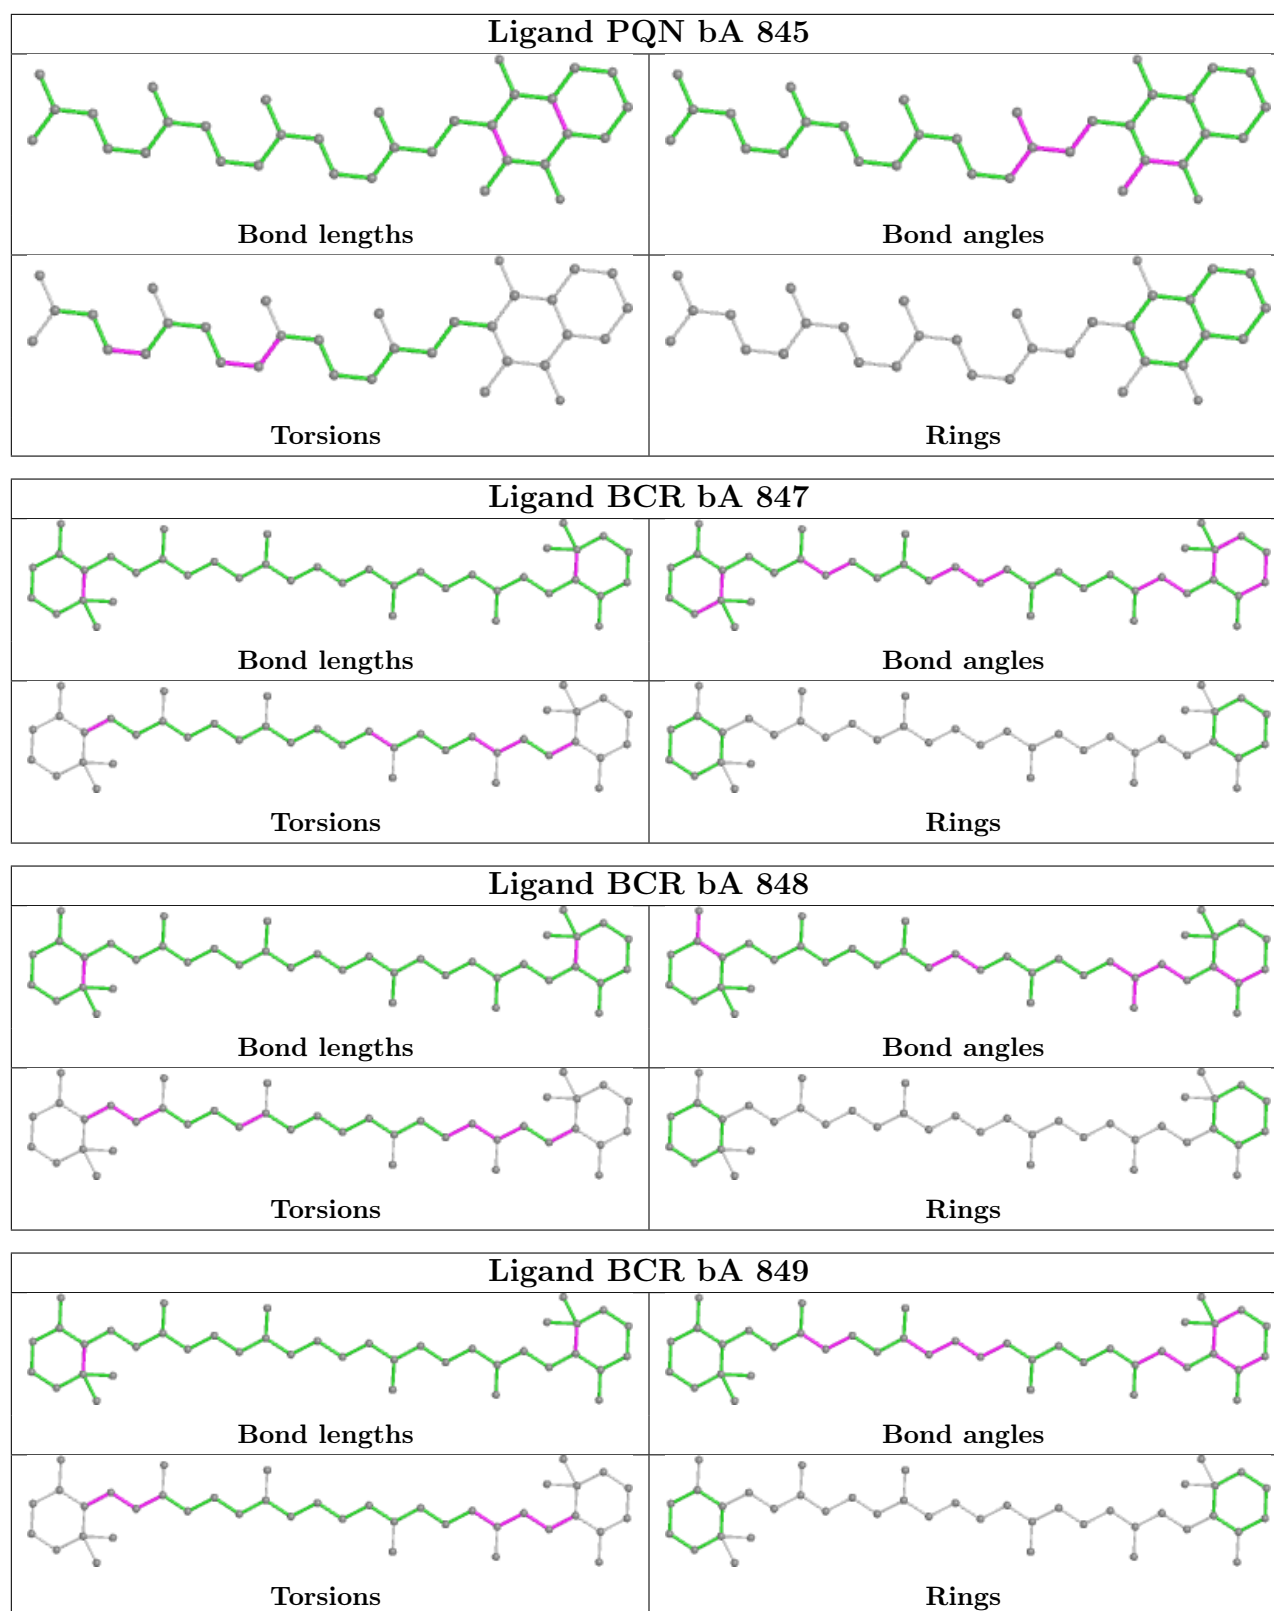 Ligand PQN bA 845
Bond lengths
Bond angles
Torsions
Rings
Ligand BCR bA 847
Bond lengths
Bond angles
Torsions
Rings
Ligand BCR bA 848
Bond lengths
Bond angles
Torsions
Rings
Ligand BCR bA 849
Bond lengths
Bond angles
Torsions
Rings